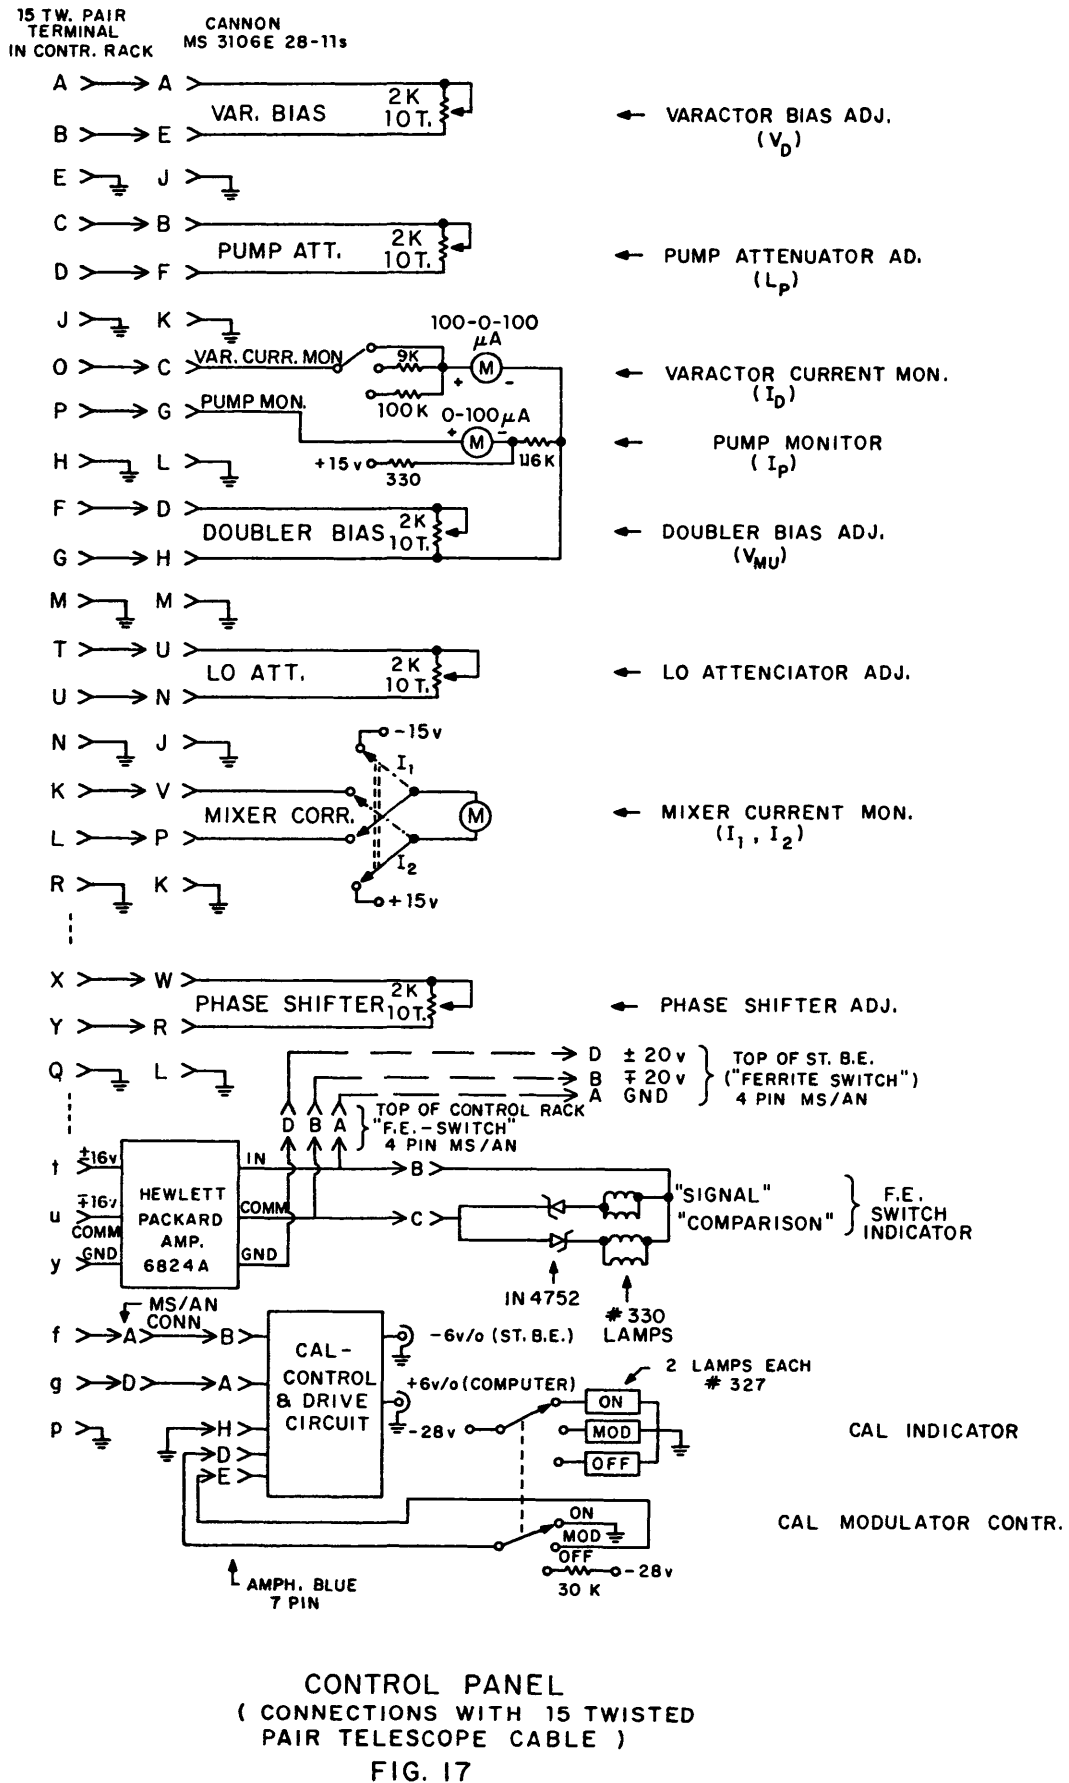 15 TW. PAIR
TERMINAL
IN CONTR. RACK
CANNON
MS 3106E 28-11s
A A
VAR. BIAS
2K
10T.
VARACTOR BIAS ADJ.
(VD)
B E
E J
C B
PUMP ATT.
2K
10T.
PUMP ATTENUATOR AD.
(LP)
D F
J K
100-0-100
μA
O C VAR. CURR. MON
9K
M
+ -
VARACTOR CURRENT MON.
(ID)
100K
P G PUMP MON.
0-100μA
+ -
M
PUMP MONITOR
(IP)
H L
+15v
330
1.16K
F D
DOUBLER BIAS
2K
10T.
DOUBLER BIAS ADJ.
(VMU)
G H
M M
T U
LO ATT.
2K
10T.
LO ATTENCIATOR ADJ.
U N
-15v
N J
I1
K V
MIXER CORR.
M
MIXER CURRENT MON.
(I1, I2)
L P
I2
R K
+15v
X W
PHASE SHIFTER
2K
10T.
PHASE SHIFTER ADJ.
Y R
Q L
D ± 20v
B ∓ 20v
A GND
TOP OF ST. B.E.
("FERRITE SWITCH")
4 PIN MS/AN
D B A
TOP OF CONTROL RACK
"F.E.-SWITCH"
4 PIN MS/AN
t ±16v
u ∓16v
COMM
y GND
HEWLETT
PACKARD
AMP.
6824A
IN
COMM
GND
B
C
"SIGNAL"
"COMPARISON"
F.E.
SWITCH
INDICATOR
IN4752
#330
LAMPS
MS/AN
CONN
f A B
g D A
p H
D
E
CAL-
CONTROL
& DRIVE
CIRCUIT
-6v/o (ST. B.E.)
+6v/o (COMPUTER)
2 LAMPS EACH
#327
-28v
ON
MOD
OFF
CAL INDICATOR
ON
MOD
OFF
30 K
-28v
CAL MODULATOR CONTR.
AMPH. BLUE
7 PIN
CONTROL PANEL
( CONNECTIONS WITH 15 TWISTED
PAIR TELESCOPE CABLE )
FIG. 17